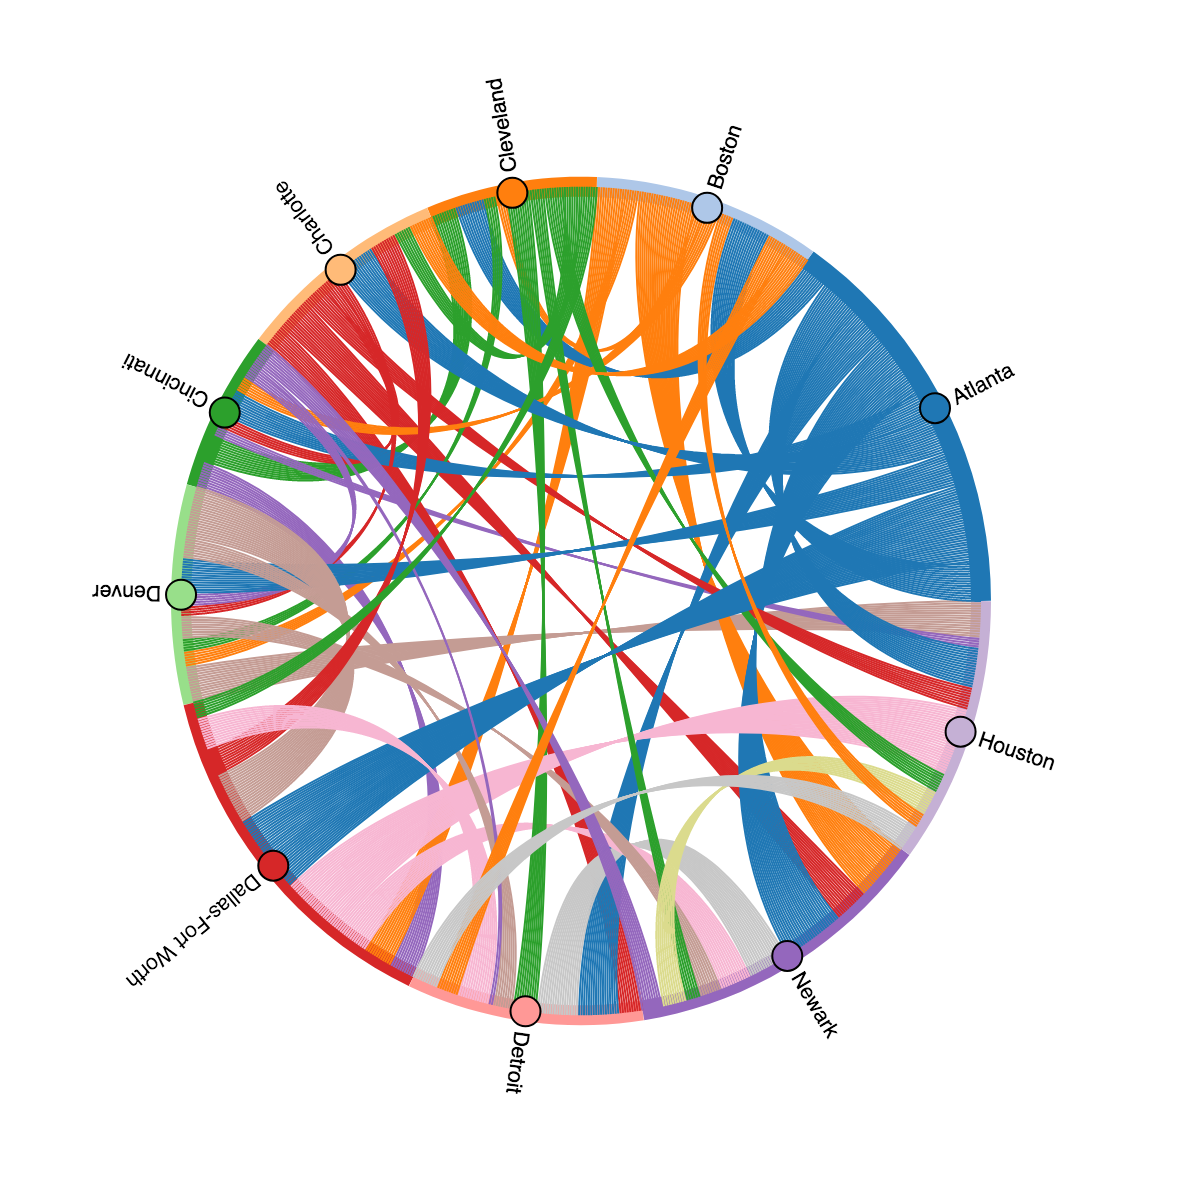 Cleveland
Boston
Charlotte
Atlanta
Cincinnati
Denver
Houston
Dallas-Fort Worth
Newark
Detroit